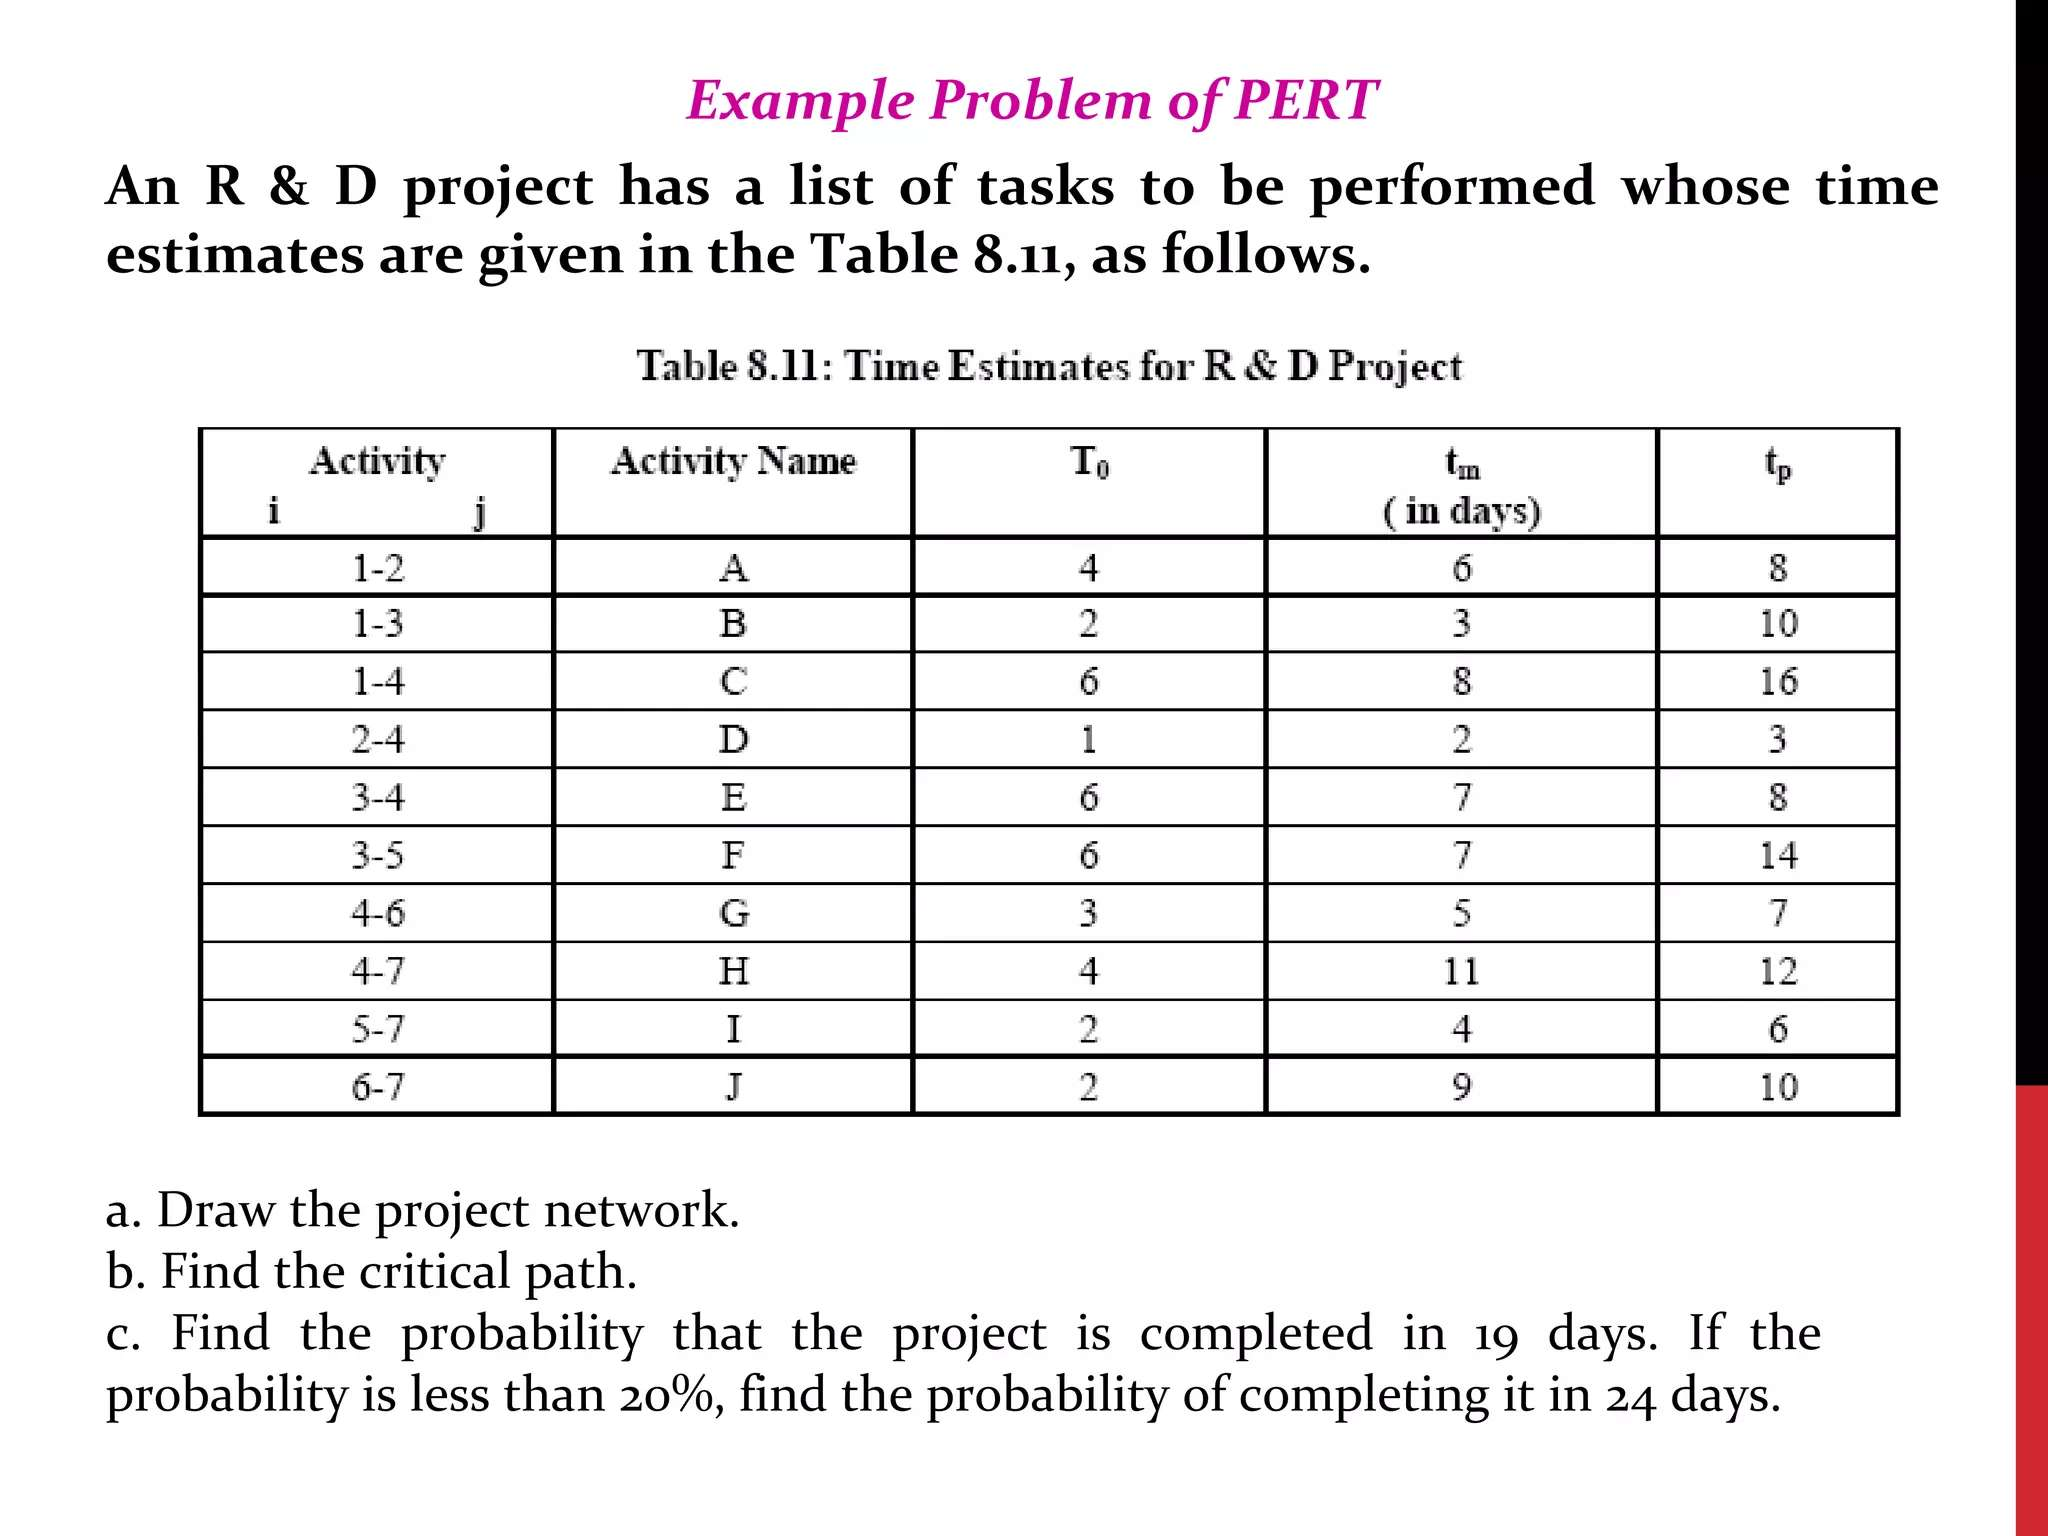 Example Problem of PERT
An R & D project has a list of tasks to be performed whose time
estimates are given in the Table 8.11, as follows.
Table 8.11: Time Estimates for R & D Project
Activity Activity Name T₀ tₘ tₚ
i j ( in days)
1-2 A 4 6 8
1-3 B 2 3 10
1-4 C 6 8 16
2-4 D 1 2 3
3-4 E 6 7 8
3-5 F 6 7 14
4-6 G 3 5 7
4-7 H 4 11 12
5-7 I 2 4 6
6-7 J 2 9 10
a. Draw the project network.
b. Find the critical path.
c. Find the probability that the project is completed in 19 days. If the
probability is less than 20%, find the probability of completing it in 24 days.